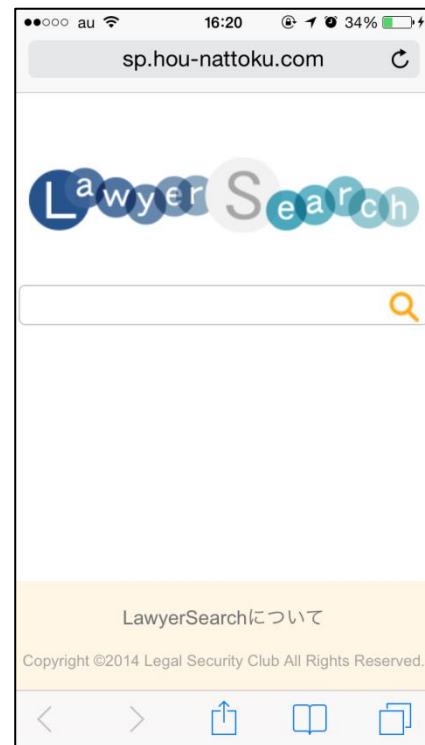 au 16:20 34%
sp.hou-nattoku.com
LawyerSearch
LawyerSearchについて
Copyright ©2014 Legal Security Club All Rights Reserved.